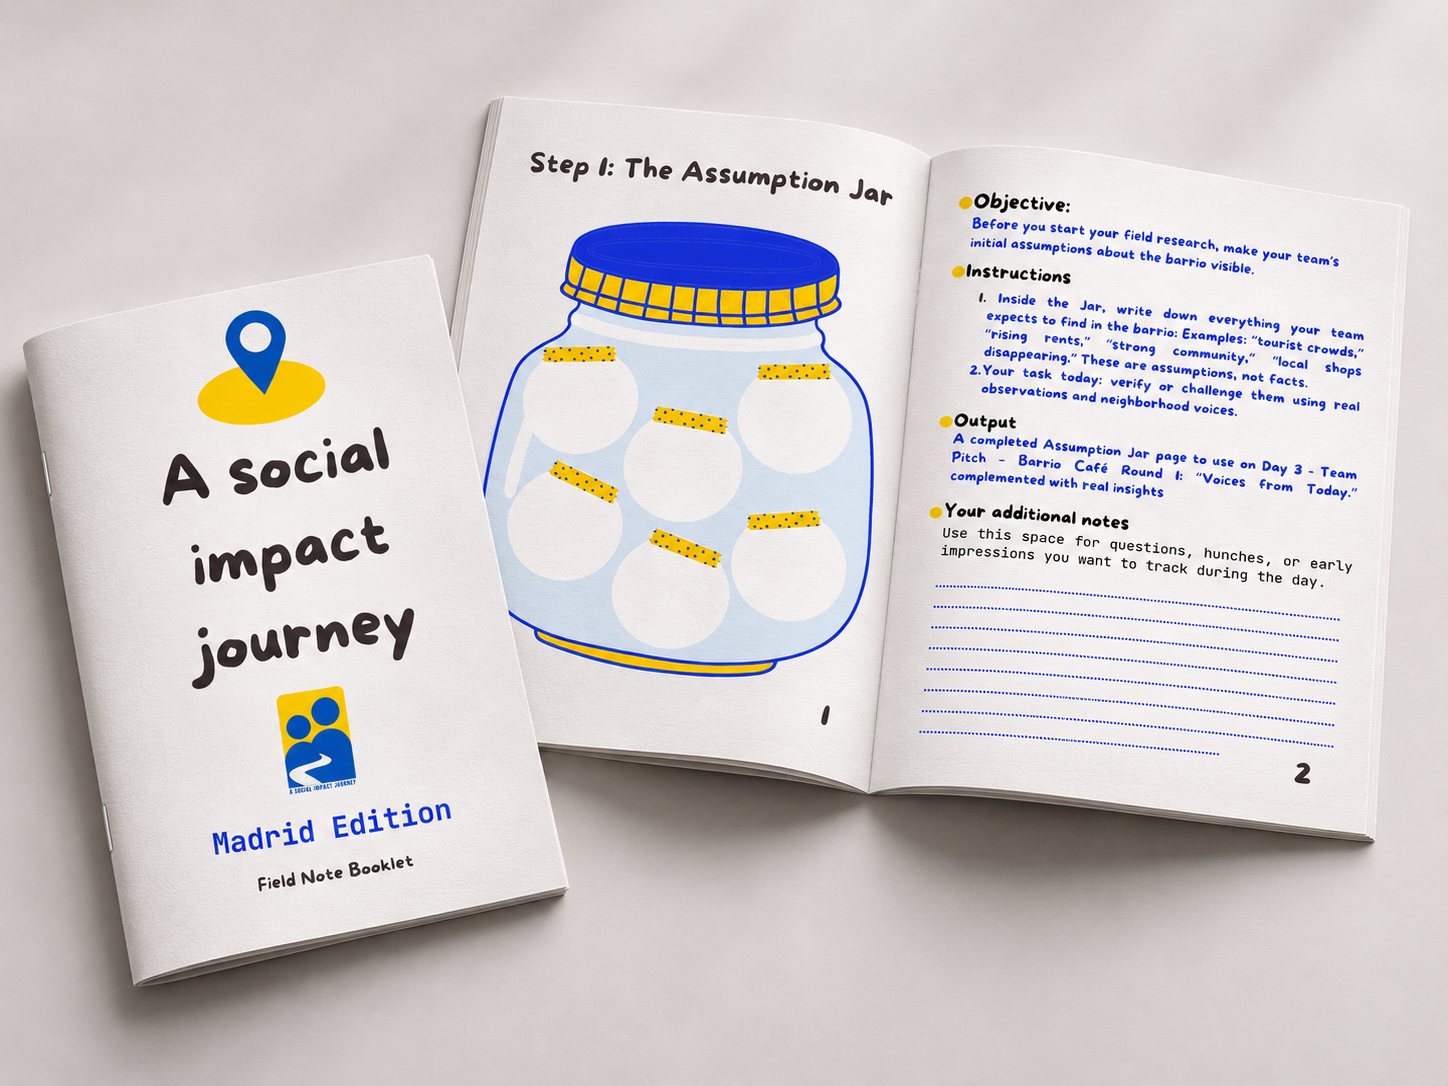 A social
impact
journey
A SOCIAL IMPACT JOURNEY
Madrid Edition
Field Note Booklet
Step 1: The Assumption Jar
1
Objective:
Before you start your field research, make your team's
initial assumptions about the barrio visible.
Instructions
1. Inside the Jar, write down everything your team
expects to find in the barrio: Examples: "tourist crowds,"
"rising rents," "strong community," "local shops
disappearing." These are assumptions, not facts.
2.Your task today: verify or challenge them using real
observations and neighborhood voices.
Output
A completed Assumption Jar page to use on Day 3 - Team
Pitch - Barrio Café Round 1: "Voices from Today."
complemented with real insights
Your additional notes
Use this space for questions, hunches, or early
impressions you want to track during the day.
2